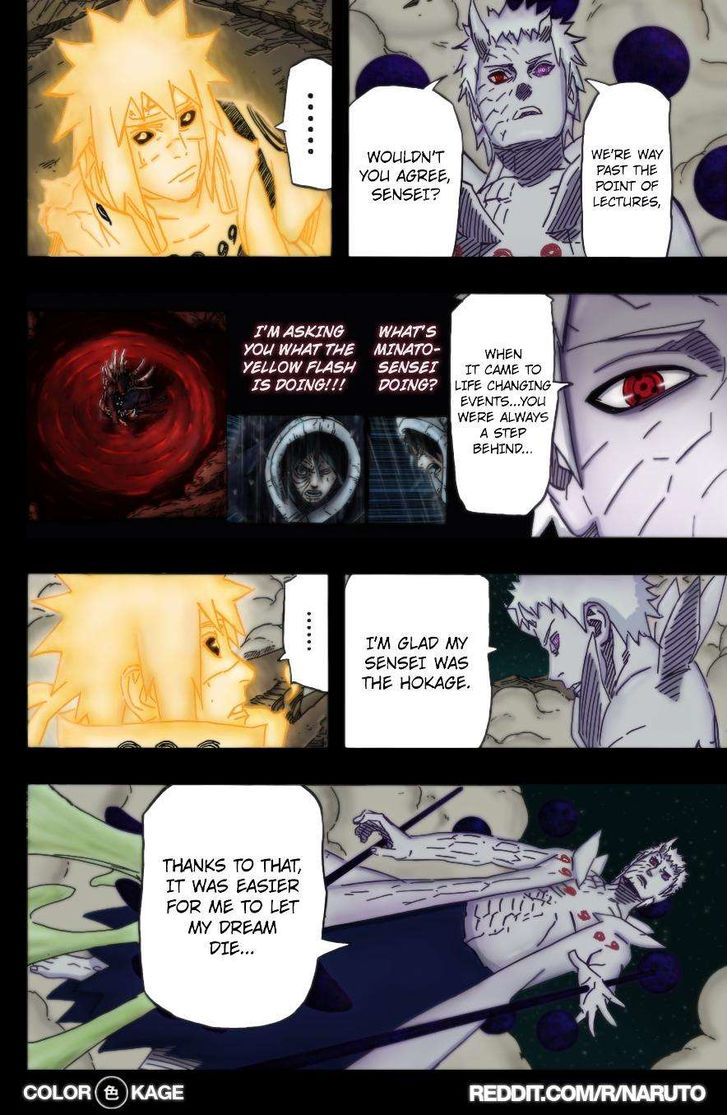 WE'RE WAY
PAST THE
POINT OF
LECTURES,
WOULDN'T
YOU AGREE,
SENSEI?
......
WHEN
IT CAME TO
LIFE CHANGING
EVENTS...YOU
WERE ALWAYS
A STEP
BEHIND...
WHAT'S
MINATO-
SENSEI
DOING?
I'M ASKING
YOU WHAT THE
YELLOW FLASH
IS DOING!!!
I'M GLAD MY
SENSEI WAS
THE HOKAGE.
......
THANKS TO THAT,
IT WAS EASIER
FOR ME TO LET
MY DREAM
DIE...
COLOR 色 KAGE
REDDIT.COM/R/NARUTO